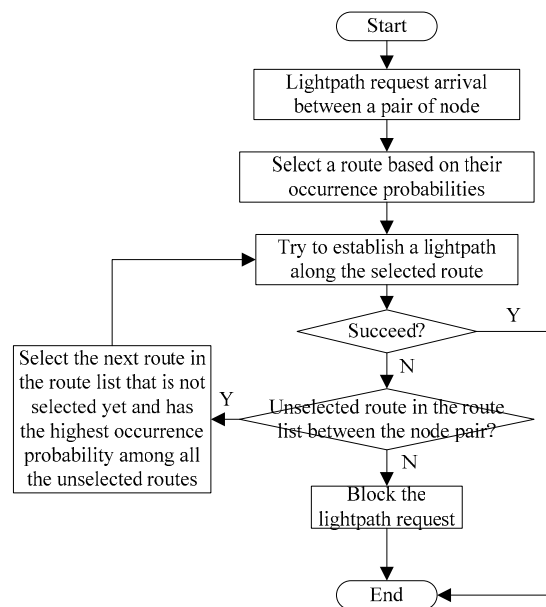 Start
Lightpath request arrival
between a pair of node
Select a route based on their
occurrence probabilities
Try to establish a lightpath
along the selected route
Succeed?
Y
N
Select the next route in
the route list that is not
selected yet and has
the highest occurrence
probability among all
the unselected routes
Y
Unselected route in the route
list between the node pair?
N
Block the
lightpath request
End